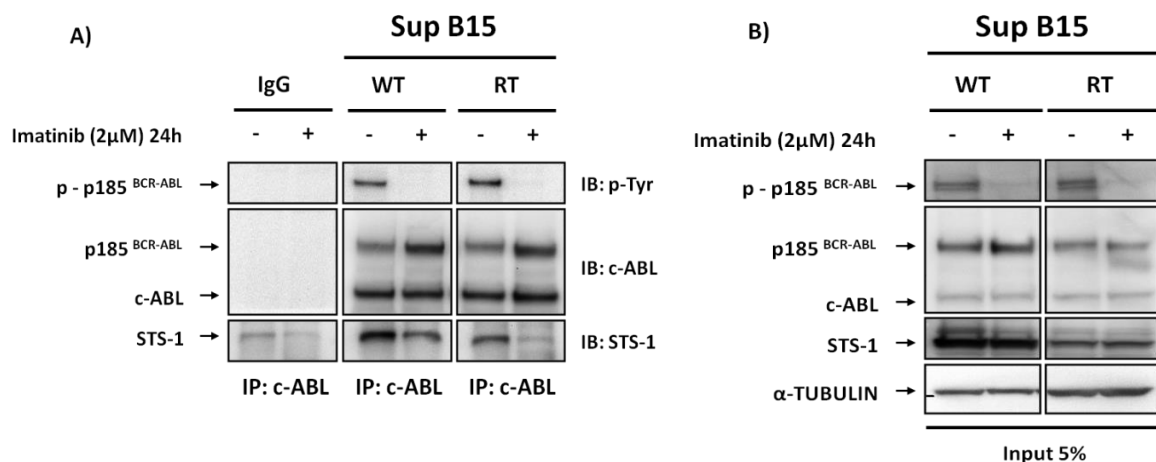 A)
Sup B15
IgG
WT
RT
Imatinib (2µM) 24h
- + - + - +
p - p185 BCR-ABL
IB: p-Tyr
p185 BCR-ABL
IB: c-ABL
c-ABL
STS-1
IB: STS-1
IP: c-ABL IP: c-ABL IP: c-ABL
B)
Sup B15
WT
RT
Imatinib (2µM) 24h
- + - +
p - p185 BCR-ABL
p185 BCR-ABL
c-ABL
STS-1
α-TUBULIN
Input 5%